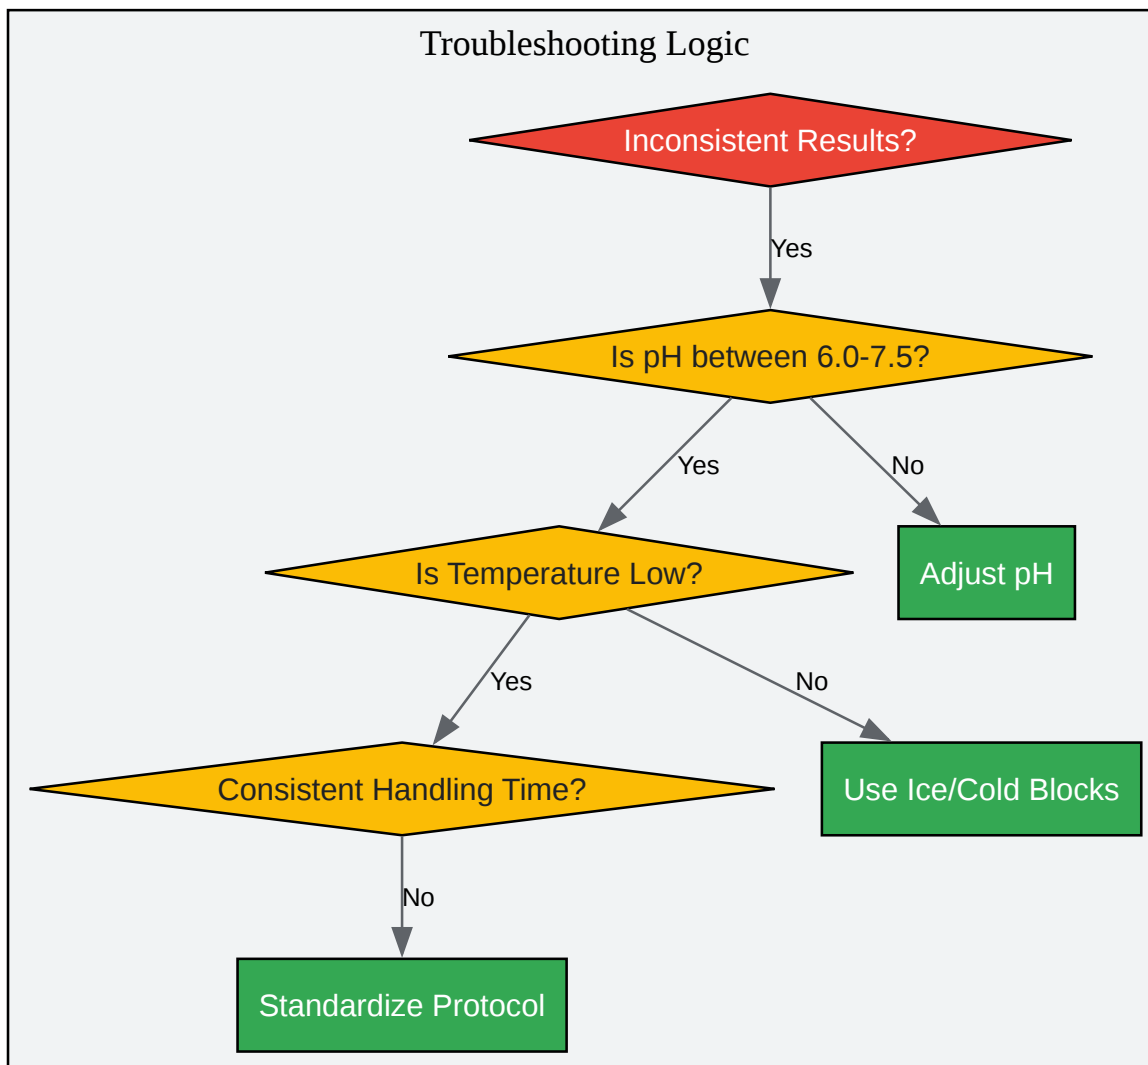 Troubleshooting Logic
Inconsistent Results?
Yes
Is pH between 6.0-7.5?
Yes
No
Is Temperature Low?
Adjust pH
Yes
No
Consistent Handling Time?
Use Ice/Cold Blocks
No
Standardize Protocol